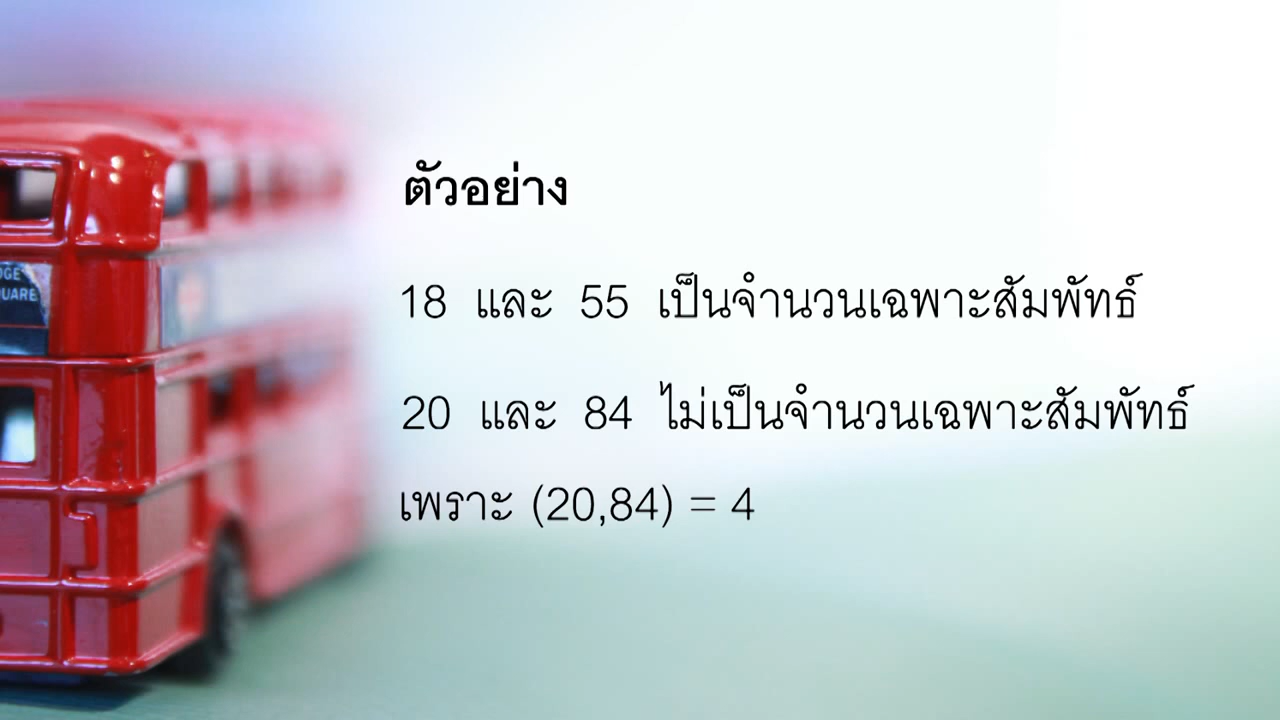 ตัวอย่าง
18 และ 55 เป็นจำนวนเฉพาะสัมพัทธ์
20 และ 84 ไม่เป็นจำนวนเฉพาะสัมพัทธ์
เพราะ (20,84) = 4